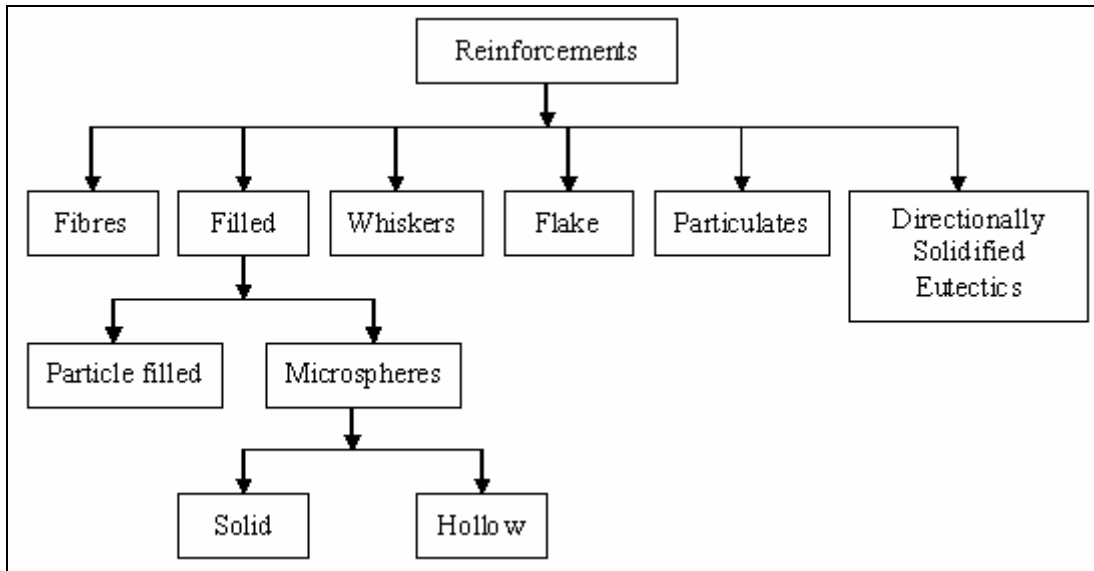 Reinforcements
Fibres
Filled
Whiskers
Flake
Particulates
Directionally
Solidified
Eutectics
Particle filled
Microspheres
Solid
Hollow